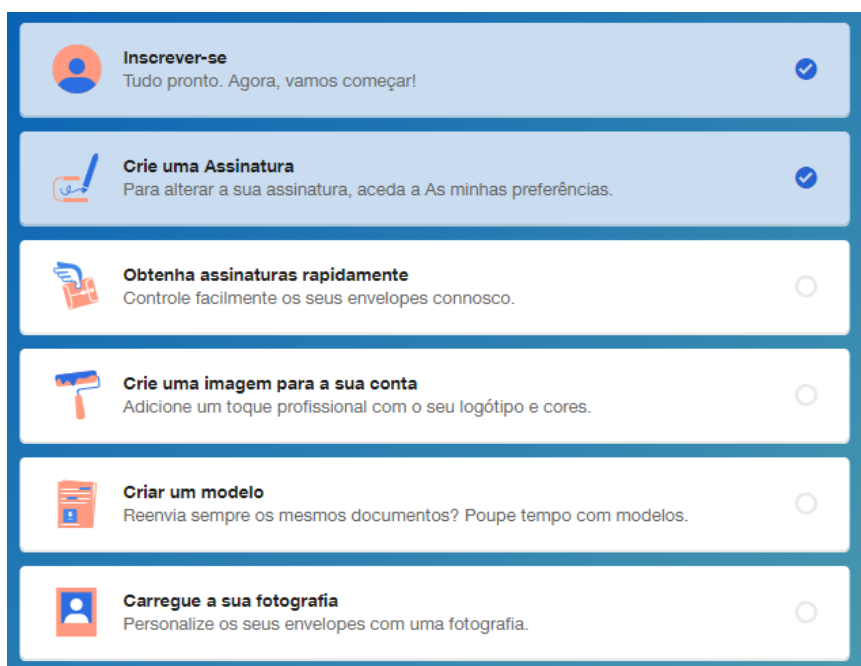 Inscrever-se
Tudo pronto. Agora, vamos começar!
Crie uma Assinatura
Para alterar a sua assinatura, aceda a As minhas preferências.
Obtenha assinaturas rapidamente
Controle facilmente os seus envelopes connosco.
Crie uma imagem para a sua conta
Adicione um toque profissional com o seu logótipo e cores.
Criar um modelo
Reenvia sempre os mesmos documentos? Poupe tempo com modelos.
Carregue a sua fotografia
Personalize os seus envelopes com uma fotografia.